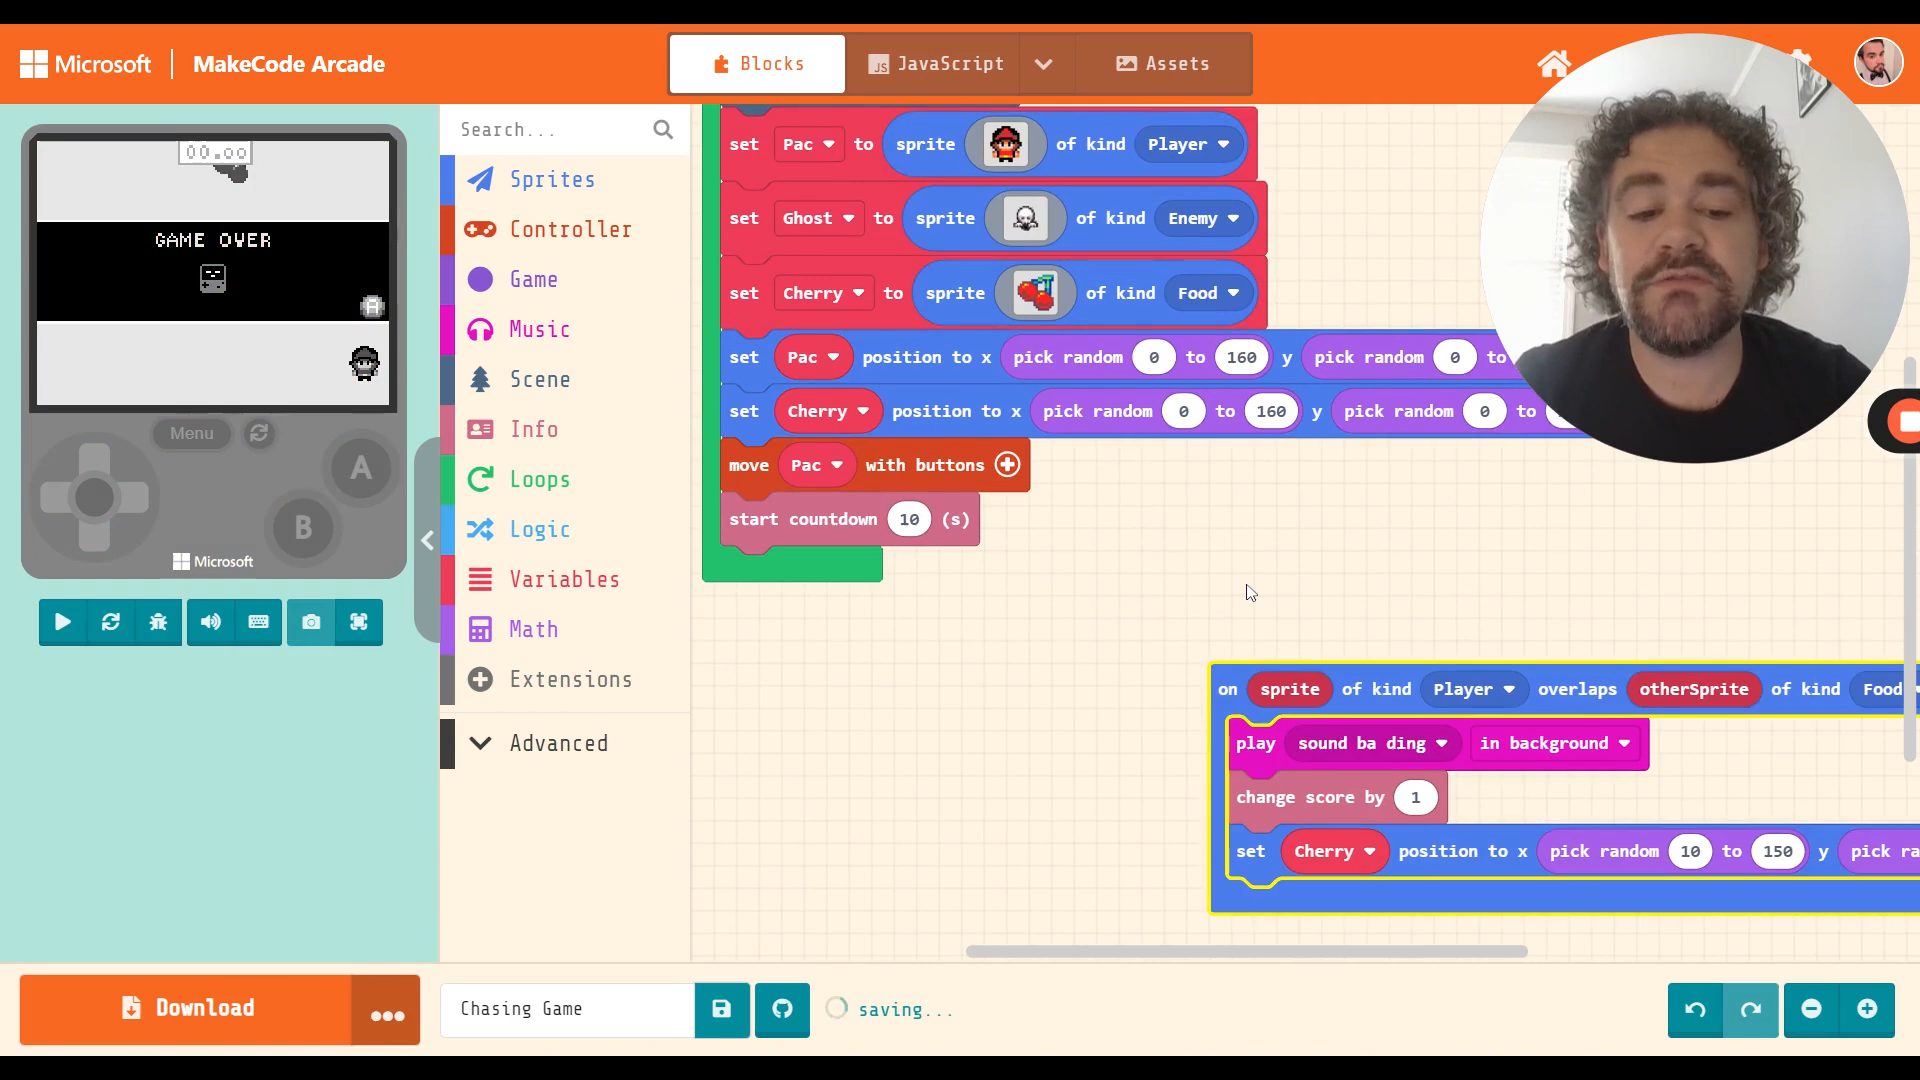 Microsoft
MakeCode Arcade
Blocks
JS
JavaScript
Assets
00.00
GAME OVER
A
Menu
A
B
Microsoft
Search...
Sprites
Controller
Game
Music
Scene
Info
Loops
Logic
Variables
Math
Extensions
Advanced
set Pac to sprite of kind Player
set Ghost to sprite of kind Enemy
set Cherry to sprite of kind Food
set Pac position to x pick random 0 to 160 y pick random 0 to
set Cherry position to x pick random 0 to 160 y pick random 0 to
move Pac with buttons
start countdown 10 (s)
on sprite of kind Player overlaps otherSprite of kind Food
play sound ba ding in background
change score by 1
set Cherry position to x pick random 10 to 150 y pick ra
Download
Chasing Game
saving...